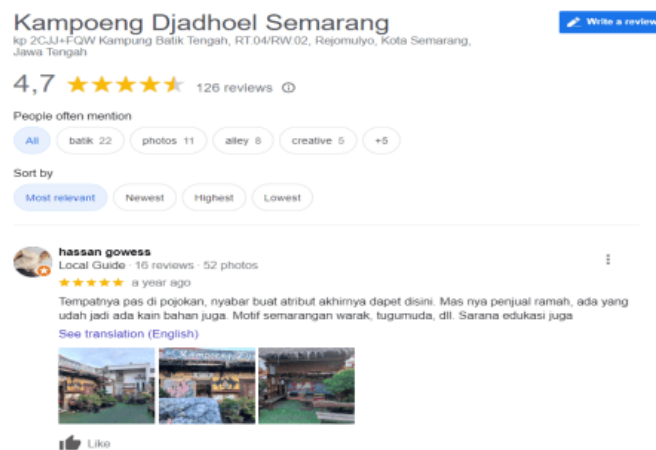 Kampoeng Djadhoel Semarang
Write a review
kp 2CJJ+FQW Kampung Batik Tengah, RT.04/RW.02, Rejomulyo, Kota Semarang,
Jawa Tengah
4,7 126 reviews
People often mention
All batik 22 photos 11 alley 8 creative 5 +5
Sort by
Most relevant Newest Highest Lowest
hassan gowess
Local Guide · 16 reviews · 52 photos
a year ago
Tempatnya pas di pojokan, nyabar buat atribut akhirnya dapet disini. Mas nya penjual ramah, ada yang
udah jadi ada kain bahan juga. Motif semarangan warak, tugumuda, dll. Sarana edukasi juga
See translation (English)
Like